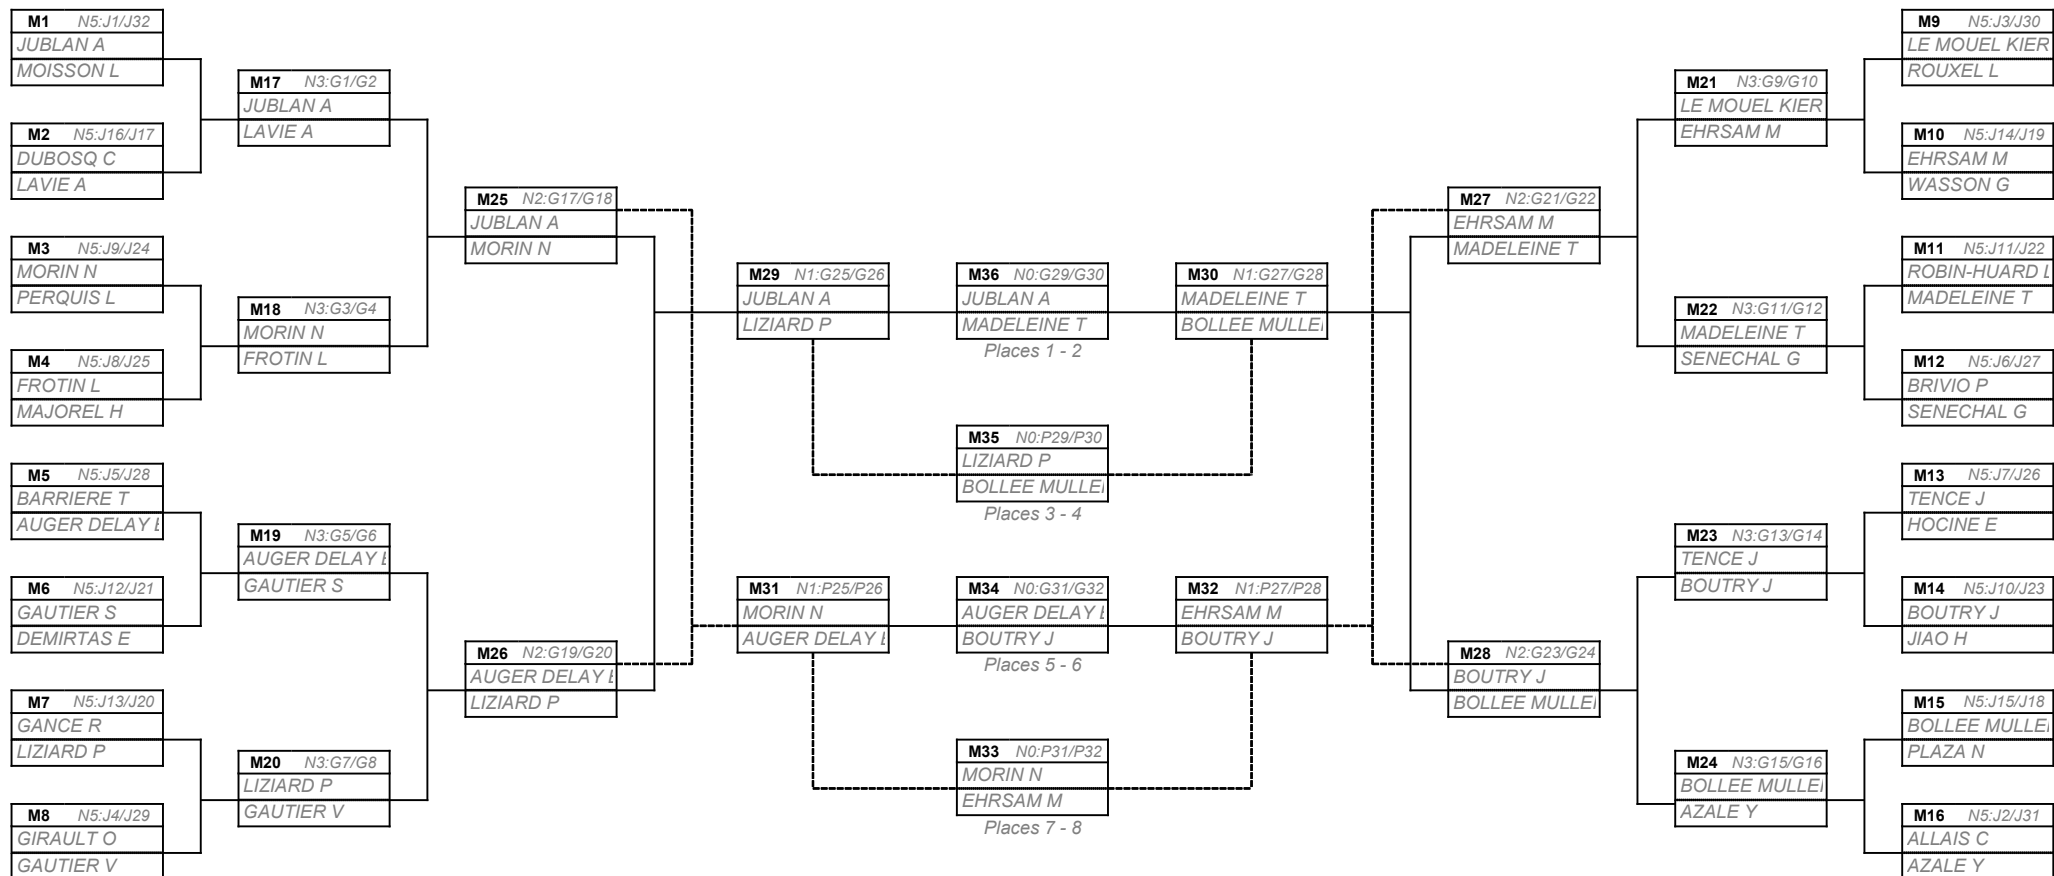 M1 N5:J1/J32
JUBLAN A
MOISSON L
M2 N5:J16/J17
DUBOSQ C
LAVIE A
M3 N5:J9/J24
MORIN N
PERQUIS L
M4 N5:J8/J25
FROTIN L
MAJOREL H
M5 N5:J5/J28
BARRIERE T
AUGER DELAY E
M6 N5:J12/J21
GAUTIER S
DEMIRTAS E
M7 N5:J13/J20
GANCE R
LIZIARD P
M8 N5:J4/J29
GIRAULT O
GAUTIER V
M17 N3:G1/G2
JUBLAN A
LAVIE A
M18 N3:G3/G4
MORIN N
FROTIN L
M19 N3:G5/G6
AUGER DELAY E
GAUTIER S
M20 N3:G7/G8
LIZIARD P
GAUTIER V
M25 N2:G17/G18
JUBLAN A
MORIN N
M26 N2:G19/G20
AUGER DELAY E
LIZIARD P
M29 N1:G25/G26
JUBLAN A
LIZIARD P
M31 N1:P25/P26
MORIN N
AUGER DELAY E
M36 N0:G29/G30
JUBLAN A
MADELEINE T
Places 1 - 2
M35 N0:P29/P30
LIZIARD P
BOLLEE MULLE
Places 3 - 4
M34 N0:G31/G32
AUGER DELAY E
BOUTRY J
Places 5 - 6
M33 N0:P31/P32
MORIN N
EHRSAM M
Places 7 - 8
M30 N1:G27/G28
MADELEINE T
BOLLEE MULLE
M32 N1:P27/P28
EHRSAM M
BOUTRY J
M27 N2:G21/G22
EHRSAM M
MADELEINE T
M28 N2:G23/G24
BOUTRY J
BOLLEE MULLE
M21 N3:G9/G10
LE MOUEL KIER
EHRSAM M
M22 N3:G11/G12
MADELEINE T
SENECHAL G
M23 N3:G13/G14
TENCE J
BOUTRY J
M24 N3:G15/G16
BOLLEE MULLE
AZALE Y
M9 N5:J3/J30
LE MOUEL KIER
ROUXEL L
M10 N5:J14/J19
EHRSAM M
WASSON G
M11 N5:J11/J22
ROBIN-HUARD L
MADELEINE T
M12 N5:J6/J27
BRIVIO P
SENECHAL G
M13 N5:J7/J26
TENCE J
HOCINE E
M14 N5:J10/J23
BOUTRY J
JIAO H
M15 N5:J15/J18
BOLLEE MULLE
PLAZA N
M16 N5:J2/J31
ALLAIS C
AZALE Y